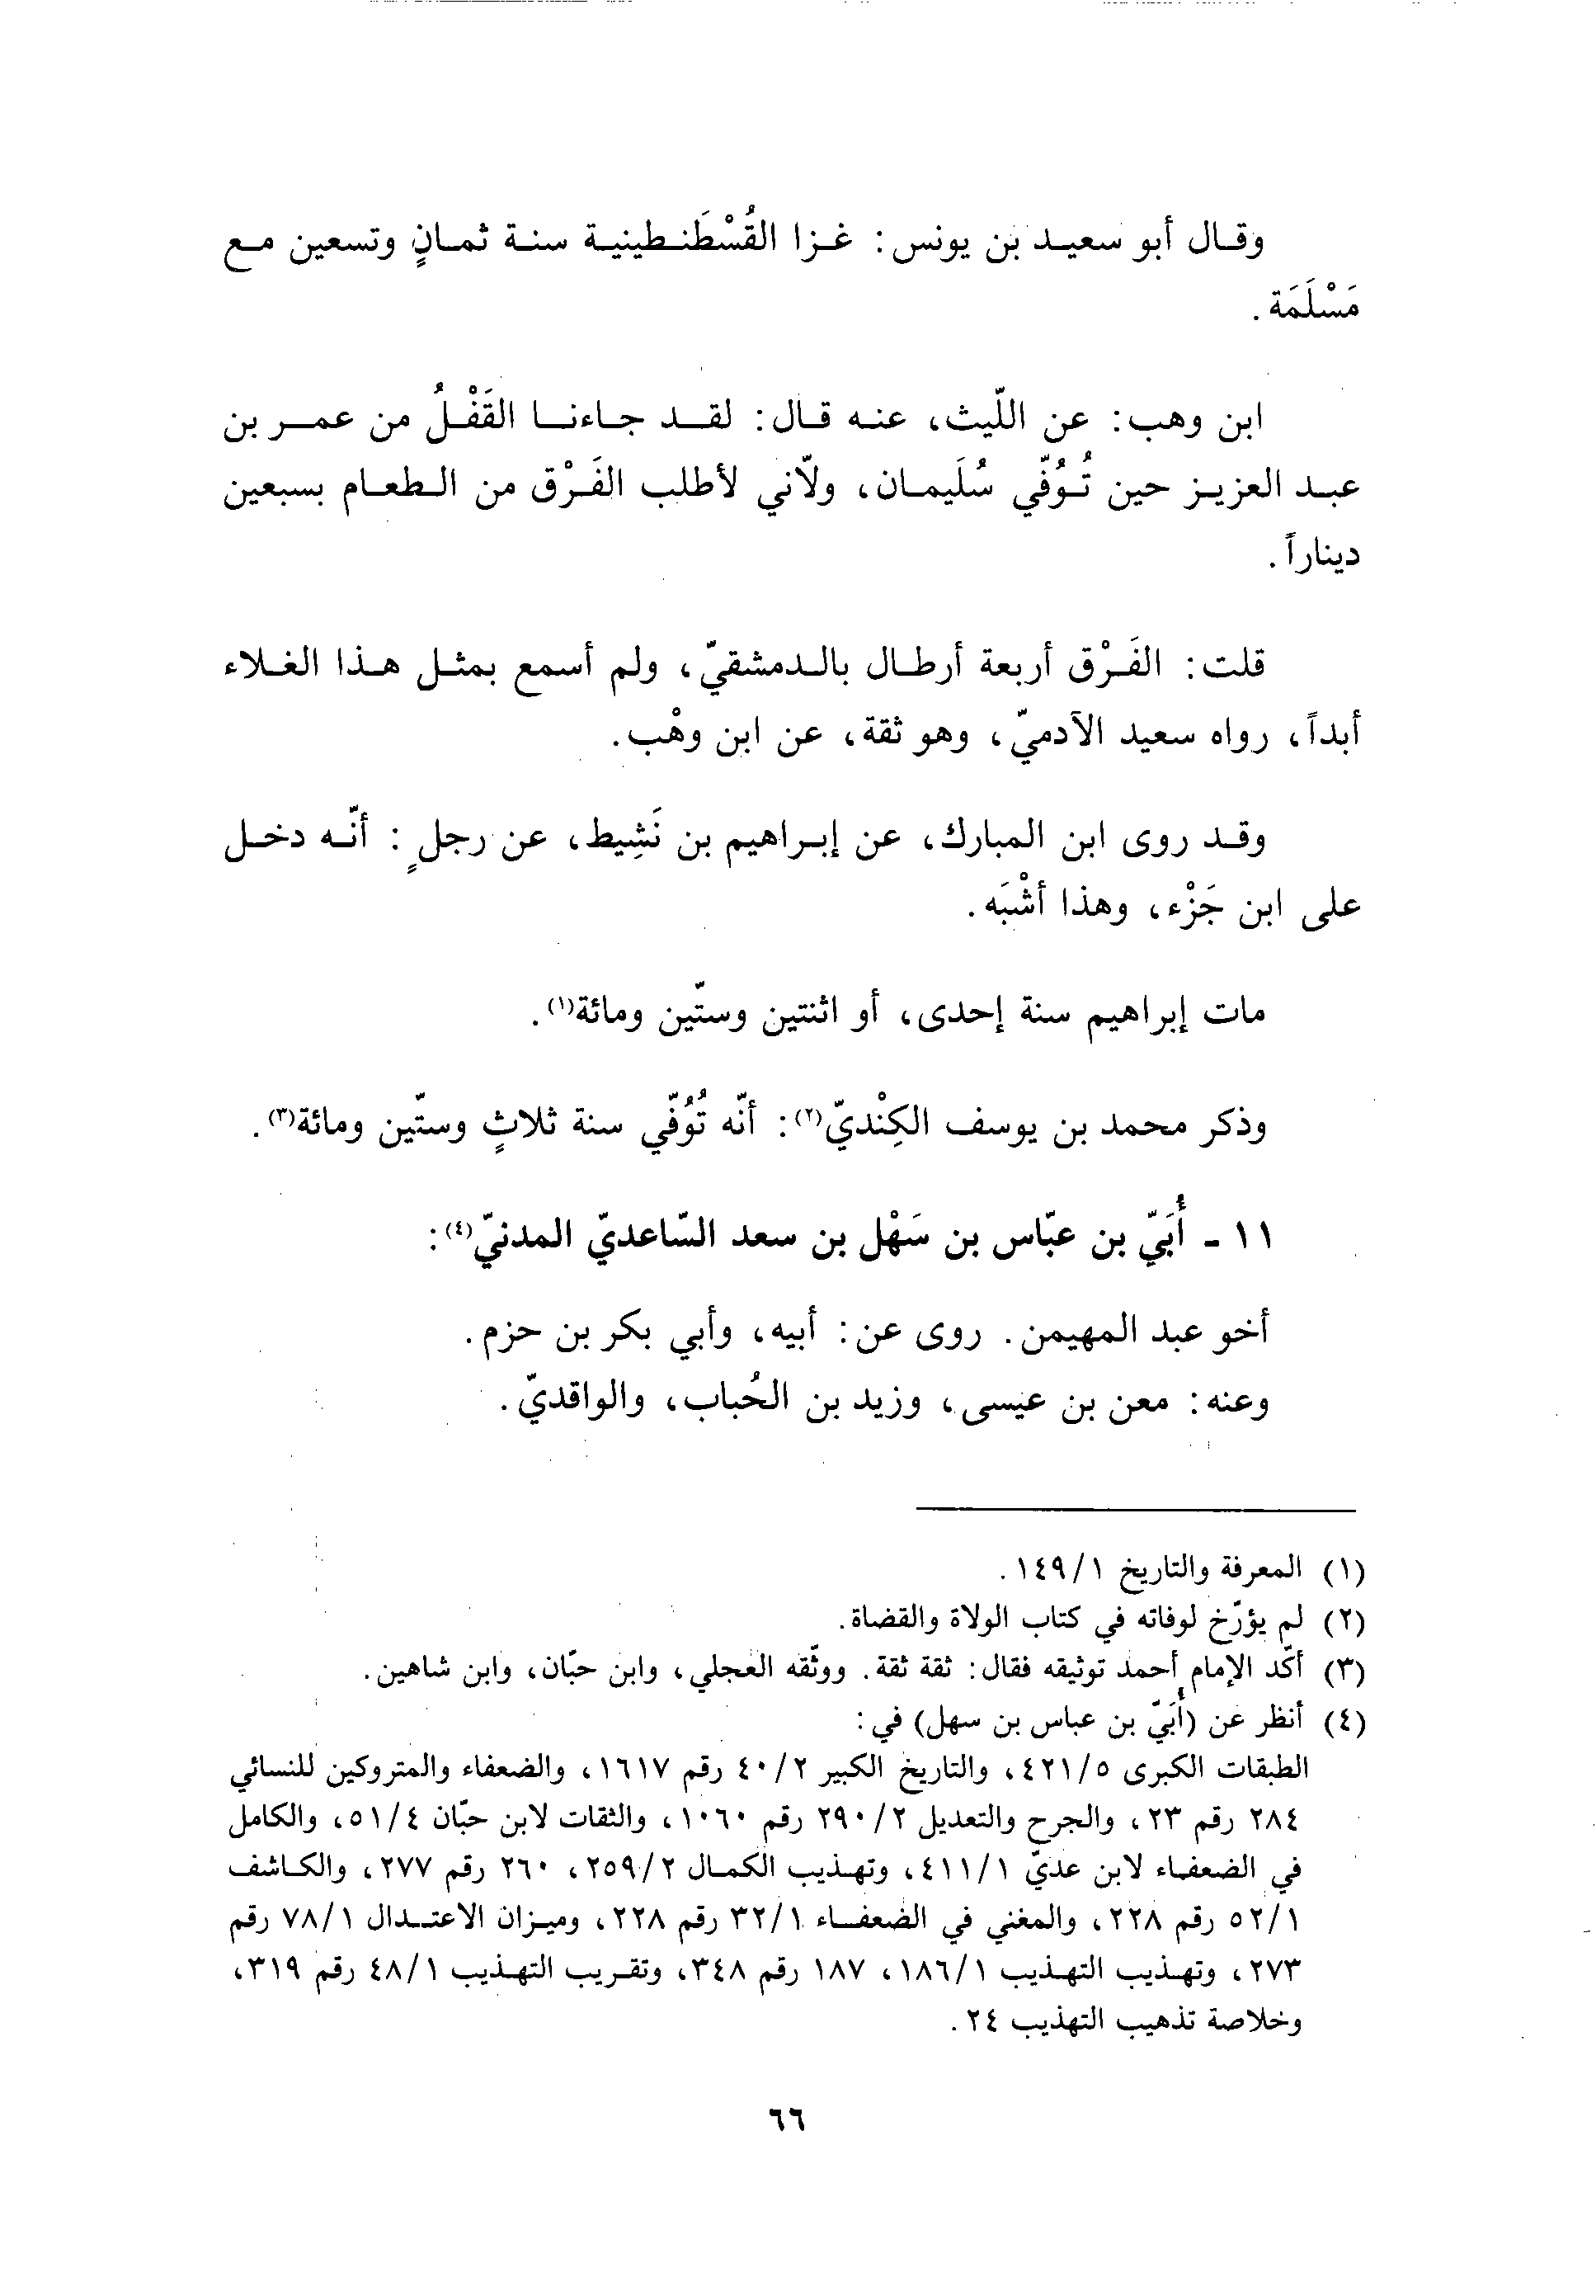 وقال أبو سعيد بن يونس: غزا القُسْطَنطينية سنة ثمانٍ وتسعين مع
مَسْلَمَة.
ابن وهب: عن اللّيث، عنه قال: لقد جاءنا القَفْلُ من عمر بن
عبد العزيز حين تُوُفّي سُلَيمان، ولّاني لأطلب الفَرْق من الطعام بسبعين
ديناراً.
قلت: الفَرْق أربعة أرطال بالدمشقيّ، ولم أسمع بمثل هذا الغلاء
أبداً، رواه سعيد الآدميّ، وهو ثقة، عن ابن وهْب.
وقد روى ابن المبارك، عن إبراهيم بن نَشِيط، عن رجلٍ: أنّه دخل
على ابن جَزْء، وهذا أشْبَه.
مات إبراهيم سنة إحدى، أو اثنتين وستّين ومائة(١).
وذكر محمد بن يوسف الكِنْديّ(٢): أنّه تُوُفّي سنة ثلاثٍ وستّين ومائة(٣).
١١ - أُبَيّ بن عبّاس بن سَهْل بن سعد السّاعديّ المدنيّ(٤):
أخو عبد المهيمن. روى عن: أبيه، وأبي بكر بن حزم.
وعنه: معن بن عيسى، وزيد بن الحُباب، والواقديّ.
(١) المعرفة والتاريخ ١٤٩/١.
(٢) لم يؤرّخ لوفاته في كتاب الولاة والقضاة.
(٣) أكّد الإمام أحمد توثيقه فقال: ثقة ثقة. ووثّقه العجلي، وابن حبّان، وابن شاهين.
(٤) أنظر عن (أُبَيّ بن عباس بن سهل) في:
الطبقات الكبرى ٤٢١/٥، والتاريخ الكبير ٤٠/٢ رقم ١٦١٧، والضعفاء والمتروكين للنسائي
٢٨٤ رقم ٢٣، والجرح والتعديل ٢٩٠/٢ رقم ١٠٦٠، والثقات لابن حبّان ٥١/٤، والكامل
في الضعفاء لابن عديّ ٤١١/١، وتهذيب الكمال ٢٥٩/٢، ٢٦٠ رقم ٢٧٧، والكاشف
٥٢/١ رقم ٢٢٨، والمغني في الضعفاء ٣٢/١ رقم ٢٢٨، وميزان الاعتدال ٧٨/١ رقم
٢٧٣، وتهذيب التهذيب ١٨٦/١، ١٨٧ رقم ٣٤٨، وتقريب التهذيب ٤٨/١ رقم ٣١٩،
وخلاصة تذهيب التهذيب ٢٤.
٦٦